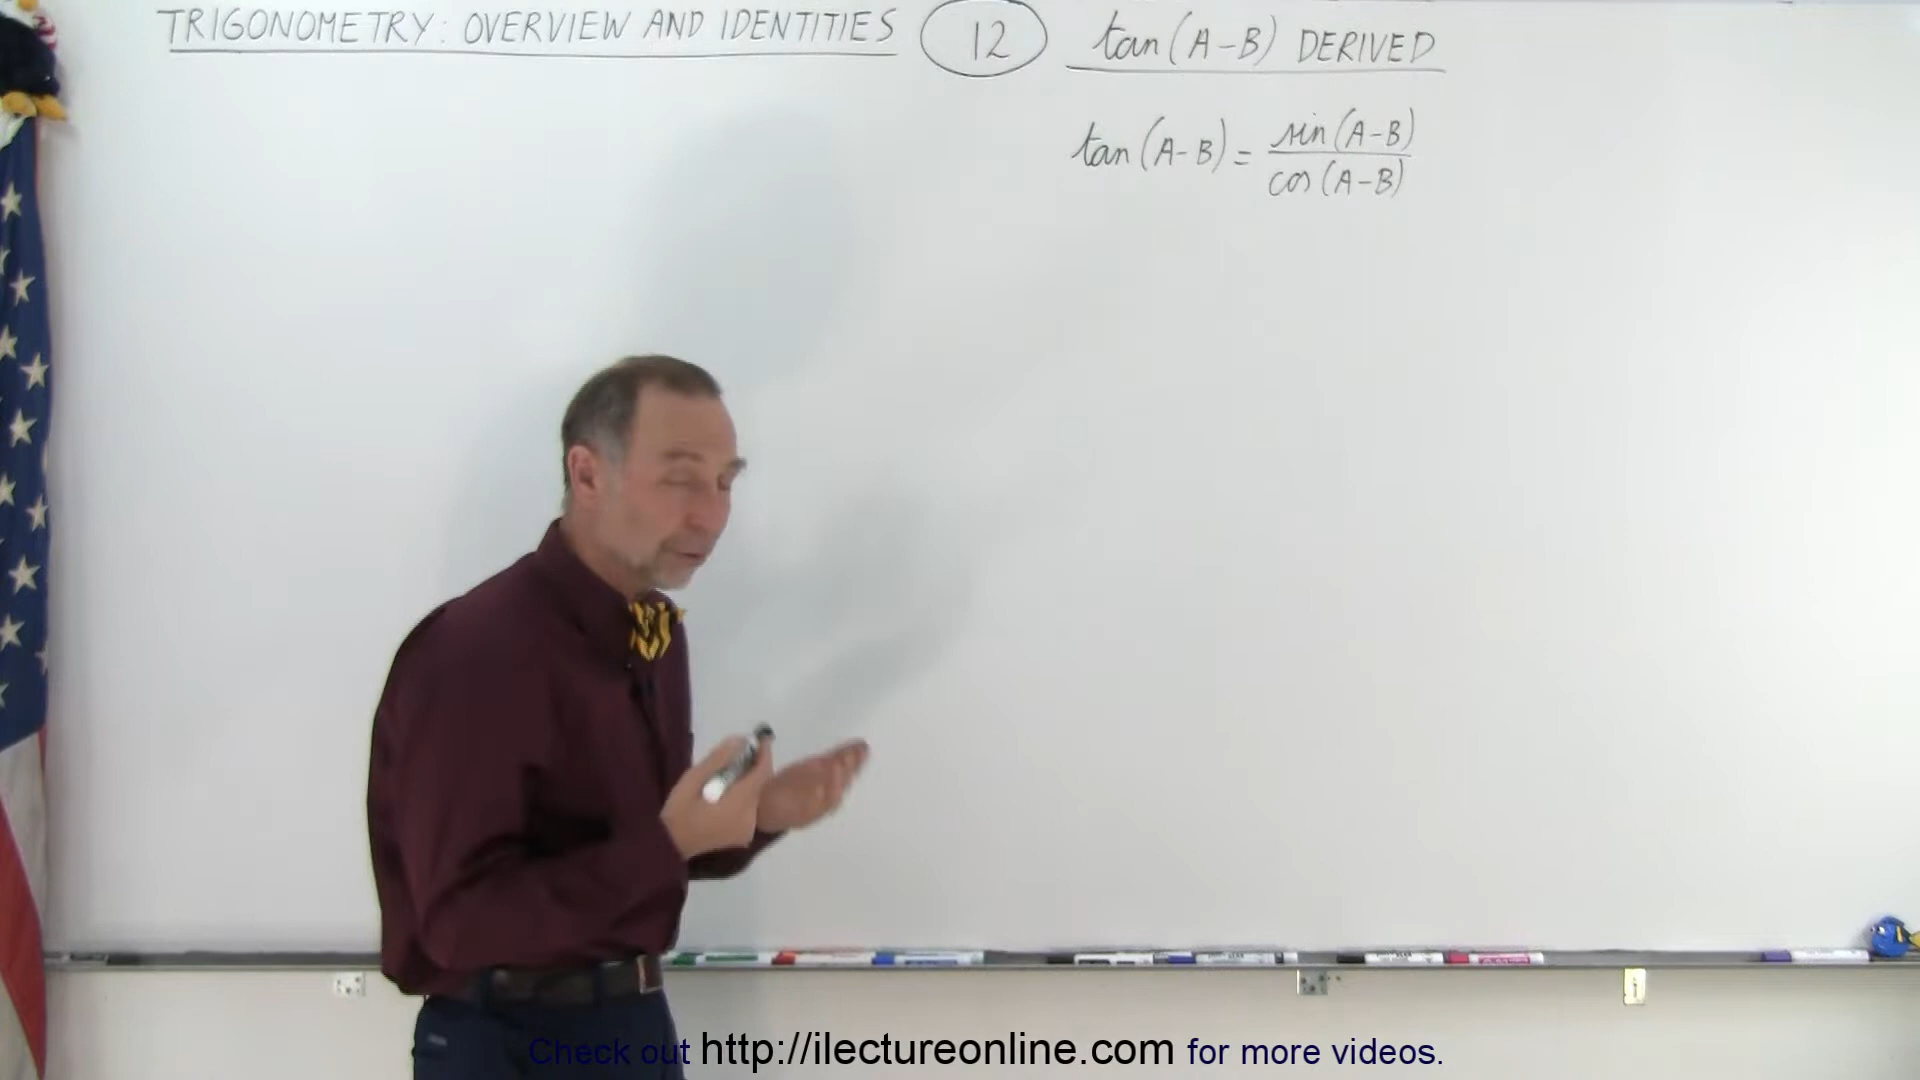 TRIGONOMETRY: OVERVIEW AND IDENTITIES 12 tan(A-B) DERIVED
tan(A-B) = sin(A-B)
cos(A-B)
Check out http://ilectureonline.com for more videos.